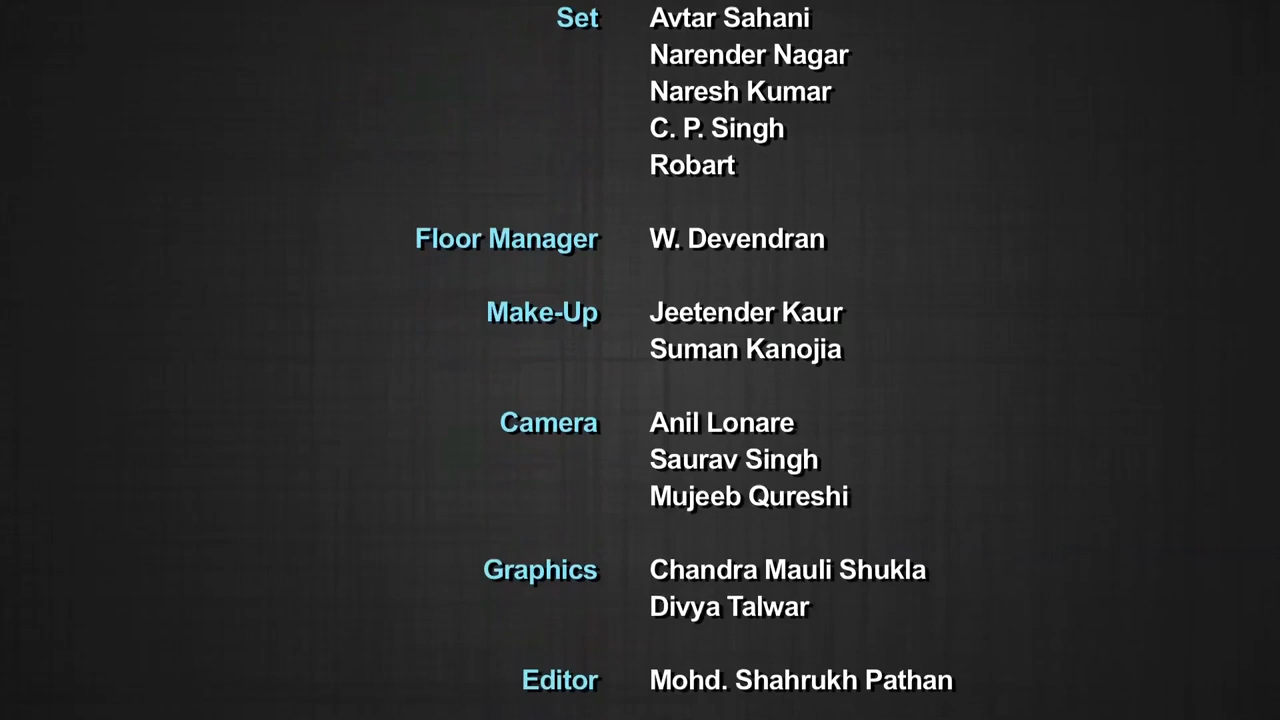 Set Avtar Sahani
Narender Nagar
Naresh Kumar
C. P. Singh
Robart
Floor Manager W. Devendran
Make-Up Jeetender Kaur
Suman Kanojia
Camera Anil Lonare
Saurav Singh
Mujeeb Qureshi
Graphics Chandra Mauli Shukla
Divya Talwar
Editor Mohd. Shahrukh Pathan